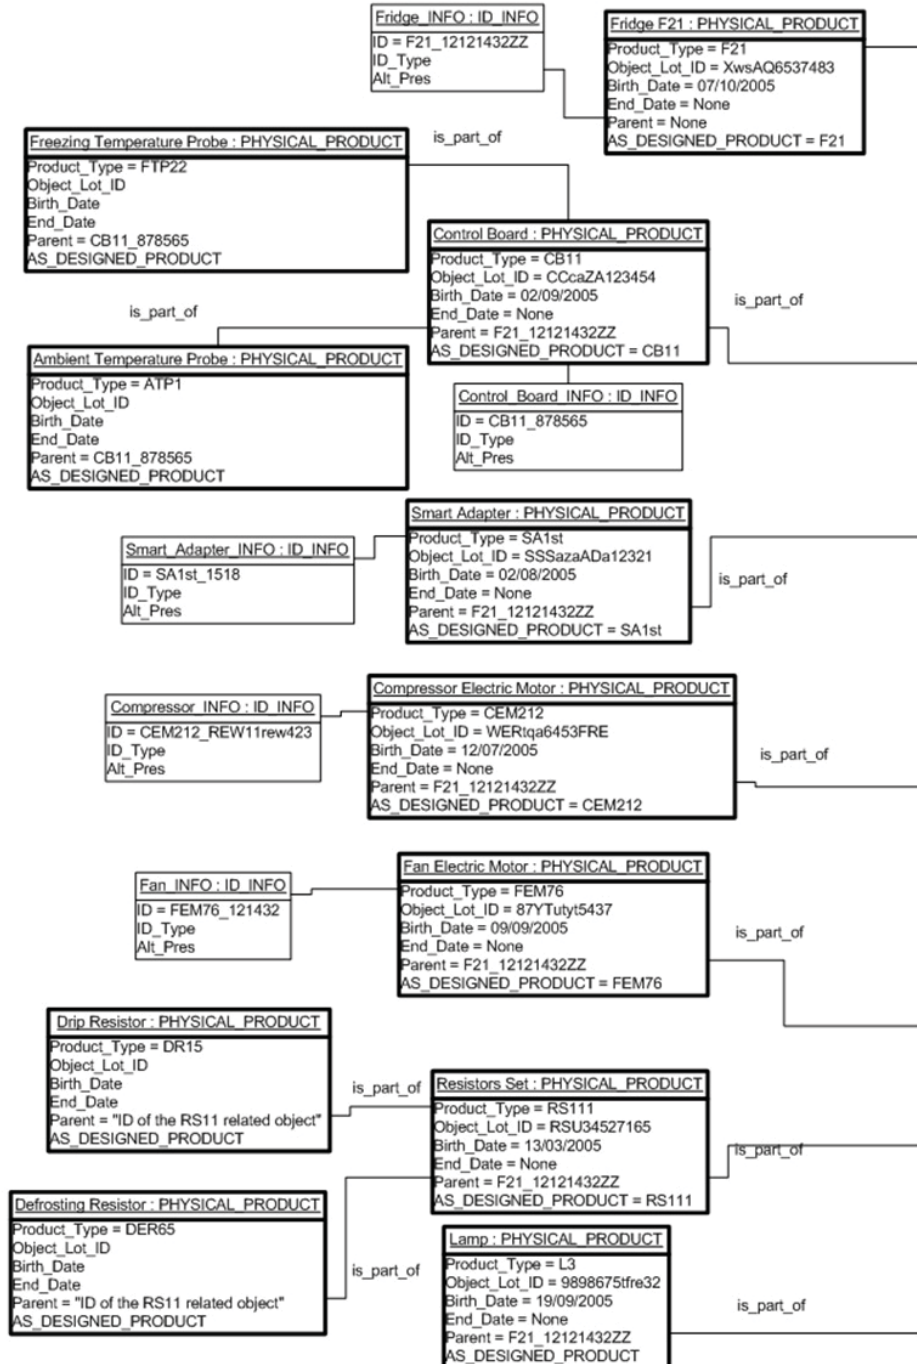 Fridge_INFO : ID_INFO
ID = F21_12121432ZZ
ID_Type
Alt_Pres
Fridge F21 : PHYSICAL_PRODUCT
Product_Type = F21
Object_Lot_ID = XwsAQ6537483
Birth_Date = 07/10/2005
End_Date = None
Parent = None
AS_DESIGNED_PRODUCT = F21
is_part_of
Freezing Temperature Probe : PHYSICAL_PRODUCT
Product_Type = FTP22
Object_Lot_ID
Birth_Date
End_Date
Parent = CB11_878565
AS_DESIGNED_PRODUCT
Control Board : PHYSICAL_PRODUCT
Product_Type = CB11
Object_Lot_ID = CCcaZA123454
Birth_Date = 02/09/2005
End_Date = None
Parent = F21_12121432ZZ
AS_DESIGNED_PRODUCT = CB11
is_part_of
is_part_of
Ambient Temperature Probe : PHYSICAL_PRODUCT
Product_Type = ATP1
Object_Lot_ID
Birth_Date
End_Date
Parent = CB11_878565
AS_DESIGNED_PRODUCT
Control_Board_INFO : ID_INFO
ID = CB11_878565
ID_Type
Alt_Pres
Smart Adapter : PHYSICAL_PRODUCT
Product_Type = SA1st
Object_Lot_ID = SSSazaADa12321
Birth_Date = 02/08/2005
End_Date = None
Parent = F21_12121432ZZ
AS_DESIGNED_PRODUCT = SA1st
Smart_Adapter_INFO : ID_INFO
ID = SA1st_1518
ID_Type
Alt_Pres
is_part_of
Compressor Electric Motor : PHYSICAL_PRODUCT
Product_Type = CEM212
Object_Lot_ID = WERtqa6453FRE
Birth_Date = 12/07/2005
End_Date = None
Parent = F21_12121432ZZ
AS_DESIGNED_PRODUCT = CEM212
Compressor_INFO : ID_INFO
ID = CEM212_REW11rew423
ID_Type
Alt_Pres
is_part_of
Fan Electric Motor : PHYSICAL_PRODUCT
Product_Type = FEM76
Object_Lot_ID = 87YTutyt5437
Birth_Date = 09/09/2005
End_Date = None
Parent = F21_12121432ZZ
AS_DESIGNED_PRODUCT = FEM76
Fan_INFO : ID_INFO
ID = FEM76_121432
ID_Type
Alt_Pres
is_part_of
Drip Resistor : PHYSICAL_PRODUCT
Product_Type = DR15
Object_Lot_ID
Birth_Date
End_Date
Parent = "ID of the RS11 related object"
AS_DESIGNED_PRODUCT
is_part_of
Resistors Set : PHYSICAL_PRODUCT
Product_Type = RS111
Object_Lot_ID = RSU34527165
Birth_Date = 13/03/2005
End_Date = None
Parent = F21_12121432ZZ
AS_DESIGNED_PRODUCT = RS111
is_part_of
Defrosting Resistor : PHYSICAL_PRODUCT
Product_Type = DER65
Object_Lot_ID
Birth_Date
End_Date
Parent = "ID of the RS11 related object"
AS_DESIGNED_PRODUCT
is_part_of
Lamp : PHYSICAL_PRODUCT
Product_Type = L3
Object_Lot_ID = 9898675tfre32
Birth_Date = 19/09/2005
End_Date = None
Parent = F21_12121432ZZ
AS_DESIGNED_PRODUCT
is_part_of